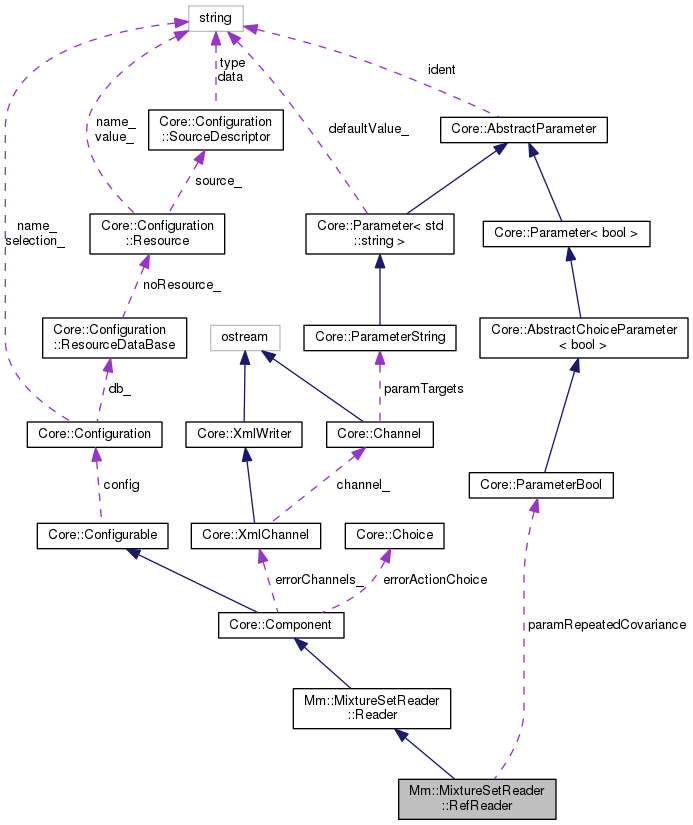 string
type
data
ident
Core::Configuration
::SourceDescriptor
name_
value_
defaultValue_
Core::AbstractParameter
source_
name_
selection_
Core::Configuration
::Resource
Core::Parameter< std
::string >
Core::Parameter< bool >
noResource_
Core::Configuration
::ResourceDataBase
ostream
Core::ParameterString
Core::AbstractChoiceParameter
< bool >
db_
paramTargets
Core::Configuration
Core::XmlWriter
Core::Channel
config
channel_
Core::ParameterBool
Core::Configurable
Core::XmlChannel
Core::Choice
errorChannels_
errorActionChoice
Core::Component
paramRepeatedCovariance
Mm::MixtureSetReader
::Reader
Mm::MixtureSetReader
::RefReader